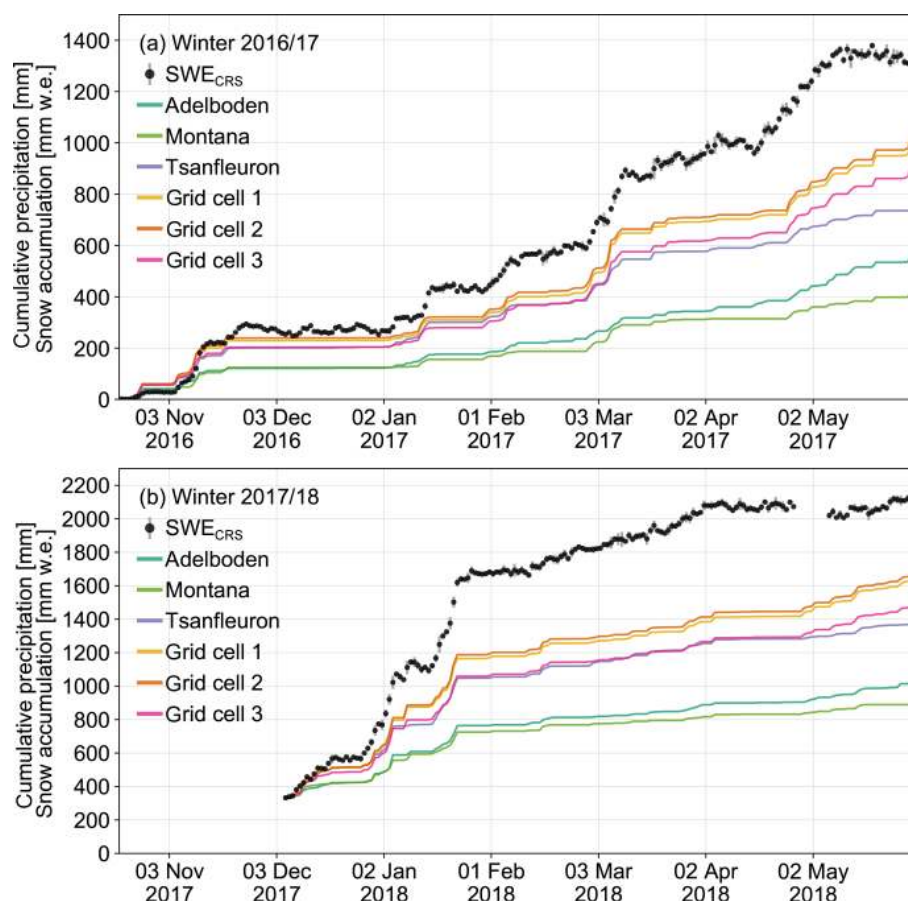 Cumulative precipitation [mm]
Snow accumulation [mm w.e.]
1400
1200
1000
800
600
400
200
0
(a) Winter 2016/17
SWE_CRS
Adelboden
Montana
Tsanfleuron
Grid cell 1
Grid cell 2
Grid cell 3
03 Nov 03 Dec 02 Jan 01 Feb 03 Mar 02 Apr 02 May
2016 2016 2017 2017 2017 2017 2017
Cumulative precipitation [mm]
Snow accumulation [mm w.e.]
2200
2000
1800
1600
1400
1200
1000
800
600
400
200
0
(b) Winter 2017/18
SWE_CRS
Adelboden
Montana
Tsanfleuron
Grid cell 1
Grid cell 2
Grid cell 3
03 Nov 03 Dec 02 Jan 01 Feb 03 Mar 02 Apr 02 May
2017 2017 2018 2018 2018 2018 2018